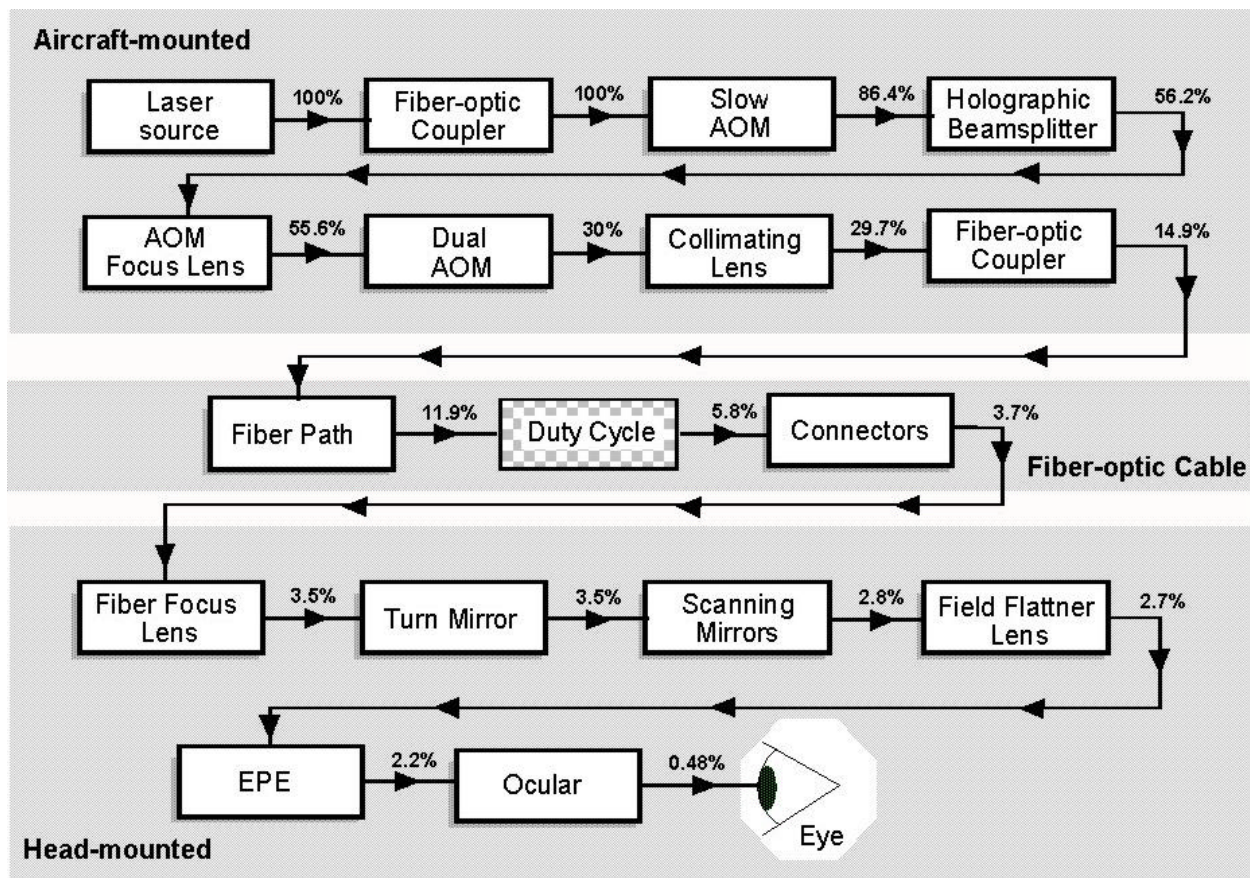 Aircraft-mounted
Laser
source
100%
Fiber-optic
Coupler
100%
Slow
AOM
86.4%
Holographic
Beamsplitter
56.2%
AOM
Focus Lens
55.6%
Dual
AOM
30%
Collimating
Lens
29.7%
Fiber-optic
Coupler
14.9%
Fiber Path
11.9%
Duty Cycle
5.8%
Connectors
3.7%
Fiber-optic Cable
Fiber Focus
Lens
3.5%
Turn Mirror
3.5%
Scanning
Mirrors
2.8%
Field Flattner
Lens
2.7%
EPE
2.2%
Ocular
0.48%
Eye
Head-mounted